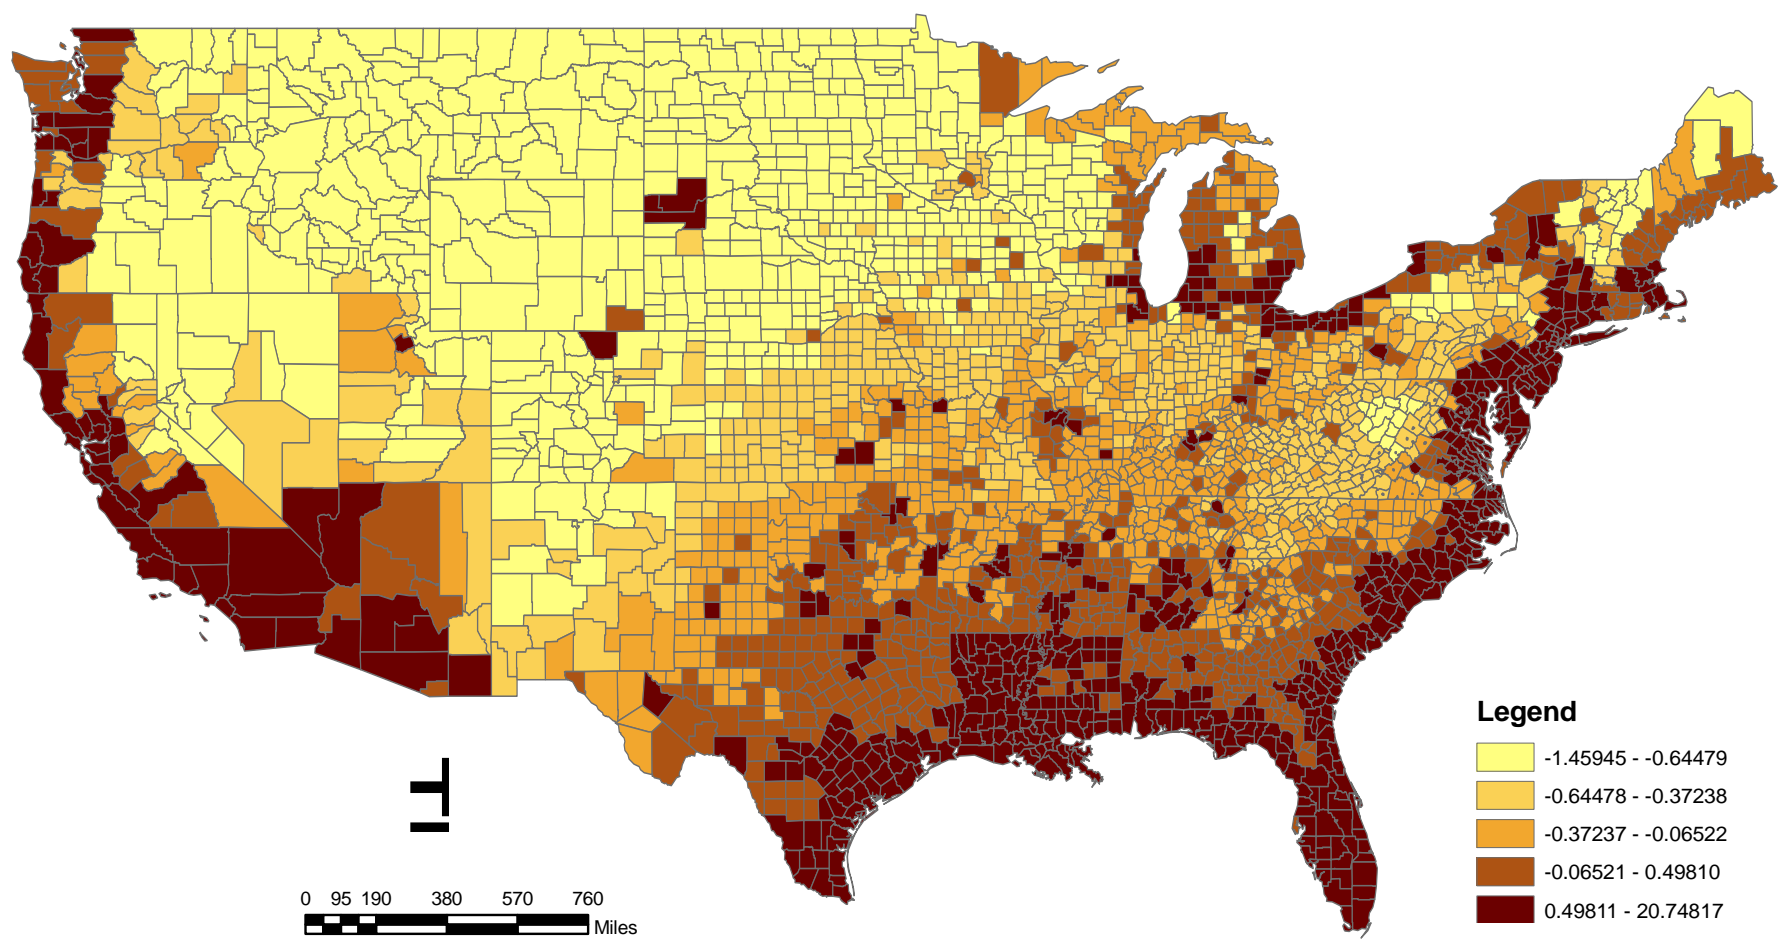 Legend
-1.45945 - -0.64479
-0.64478 - -0.37238
-0.37237 - -0.06522
-0.06521 - 0.49810
0.49811 - 20.74817
0 95 190 380 570 760
Miles